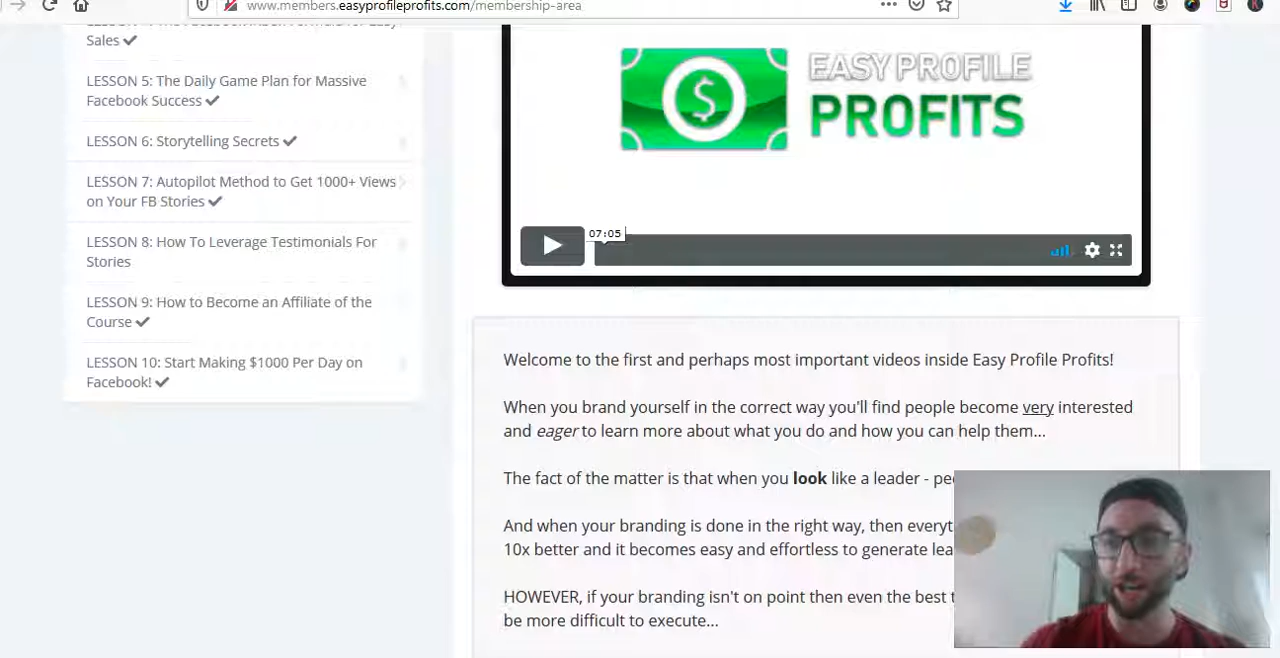 www.members.easyprofileprofits.com/membership-area
Sales ✔
LESSON 5: The Daily Game Plan for Massive
Facebook Success ✔
LESSON 6: Storytelling Secrets ✔
LESSON 7: Autopilot Method to Get 1000+ Views
on Your FB Stories ✔
LESSON 8: How To Leverage Testimonials For
Stories
LESSON 9: How to Become an Affiliate of the
Course ✔
LESSON 10: Start Making $1000 Per Day on
Facebook! ✔
$
EASY PROFILE
PROFITS
07:05
Welcome to the first and perhaps most important videos inside Easy Profile Profits!
When you brand yourself in the correct way you'll find people become very interested
and eager to learn more about what you do and how you can help them...
The fact of the matter is that when you look like a leader -
And when your branding is done in the right way, then
10x better and it becomes easy and effortless to generate
HOWEVER, if your branding isn't on point then even the best
be more difficult to execute...